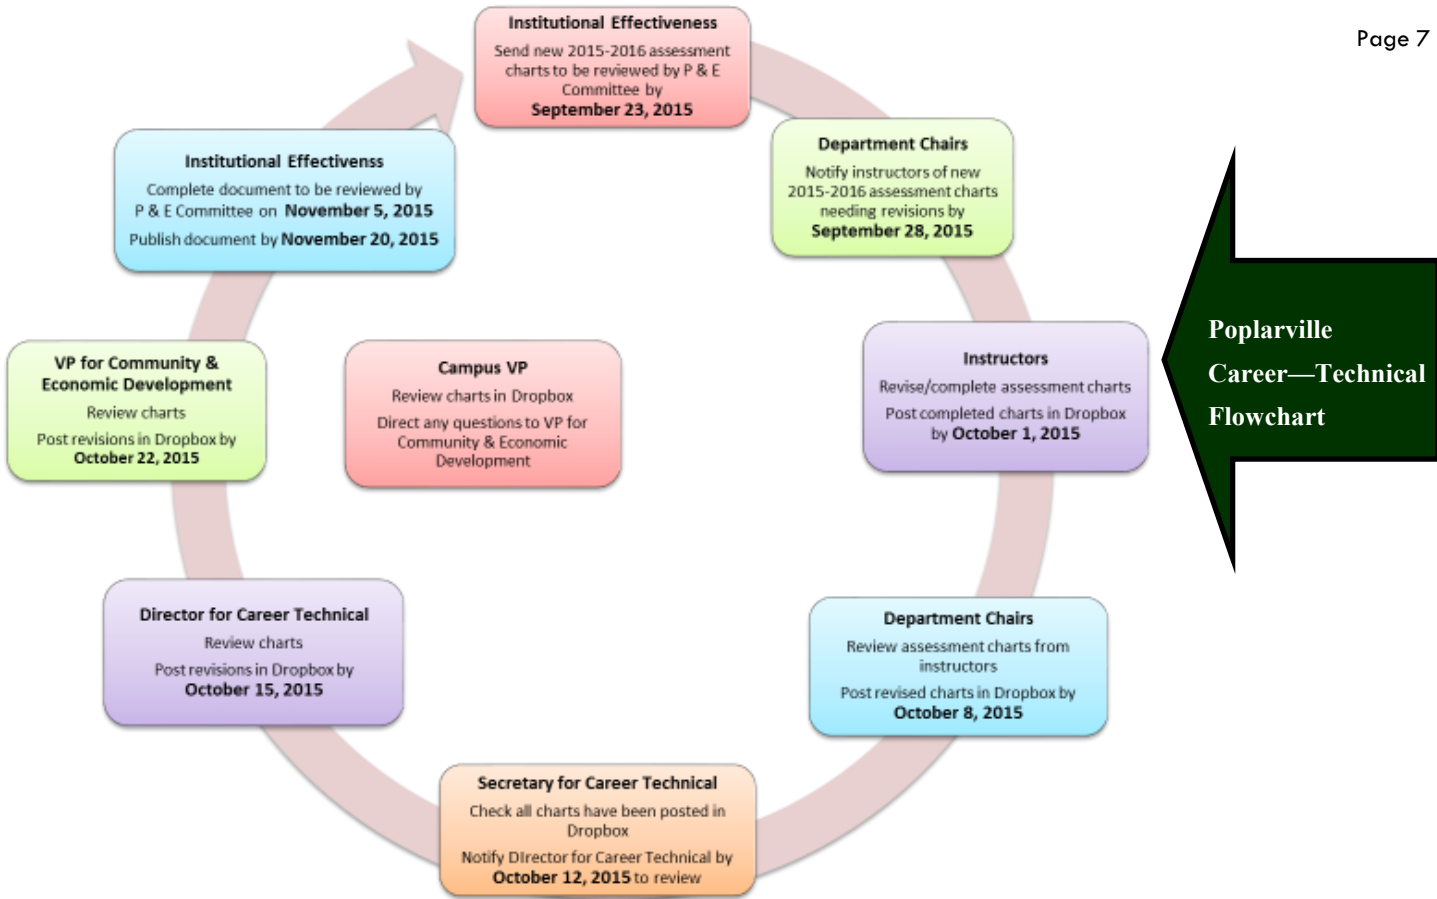 Page 7
Institutional Effectiveness
Send new 2015-2016 assessment
charts to be reviewed by P & E
Committee by
September 23, 2015
Department Chairs
Notify instructors of new
2015-2016 assessment charts
needing revisions by
September 28, 2015
Instructors
Revise/complete assessment charts
Post completed charts in Dropbox
by October 1, 2015
Poplarville
Career—Technical
Flowchart
Department Chairs
Review assessment charts from
instructors
Post revised charts in Dropbox by
October 8, 2015
Secretary for Career Technical
Check all charts have been posted in
Dropbox
Notify DIrector for Career Technical by
October 12, 2015 to review
Director for Career Technical
Review charts
Post revisions in Dropbox by
October 15, 2015
VP for Community &
Economic Development
Review charts
Post revisions in Dropbox by
October 22, 2015
Campus VP
Review charts in Dropbox
Direct any questions to VP for
Community & Economic
Development
Institutional Effectivenss
Complete document to be reviewed by
P & E Committee on November 5, 2015
Publish document by November 20, 2015